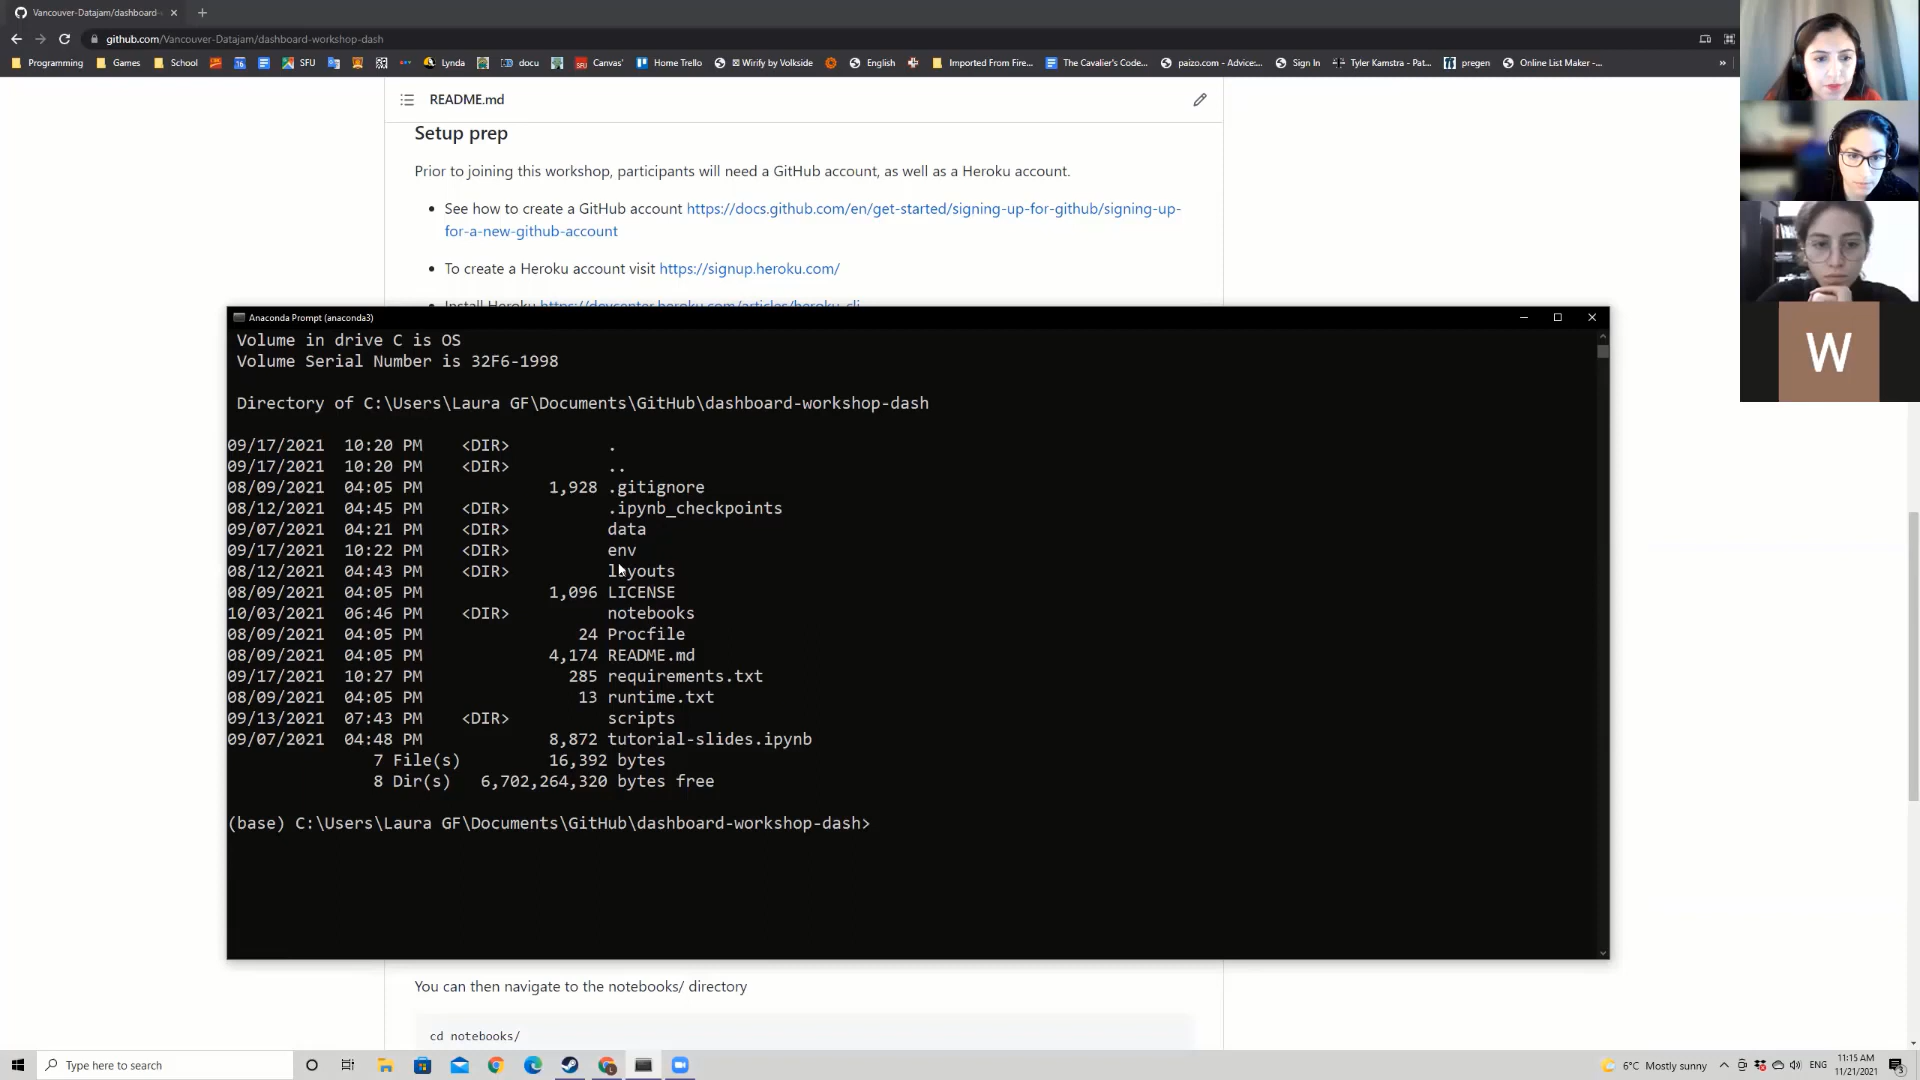 Vancouver-Datajam/dashboard-
github.com/Vancouver-Datajam/dashboard-workshop-dash
Programming Games School SFU Lynda docu Canvas' Home Trello Wirify by Volkside English Imported From Fire... The Cavalier's Code... paizo.com - Advice:... Sign In Tyler Kamstra - Pat... pregen Online List Maker -...
README.md
Setup prep
Prior to joining this workshop, participants will need a GitHub account, as well as a Heroku account.
See how to create a GitHub account https://docs.github.com/en/get-started/signing-up-for-github/signing-up-
for-a-new-github-account
To create a Heroku account visit https://signup.heroku.com/
Install Heroku https://devcenter.heroku.com/articles/heroku-cli
Anaconda Prompt (anaconda3)
Volume in drive C is OS
Volume Serial Number is 32F6-1998
Directory of C:\Users\Laura GF\Documents\GitHub\dashboard-workshop-dash
09/17/2021 10:20 PM <DIR> .
09/17/2021 10:20 PM <DIR> ..
08/09/2021 04:05 PM 1,928 .gitignore
08/12/2021 04:45 PM <DIR> .ipynb_checkpoints
09/07/2021 04:21 PM <DIR> data
09/17/2021 10:22 PM <DIR> env
08/12/2021 04:43 PM <DIR> layouts
08/09/2021 04:05 PM 1,096 LICENSE
10/03/2021 06:46 PM <DIR> notebooks
08/09/2021 04:05 PM 24 Procfile
08/09/2021 04:05 PM 4,174 README.md
09/17/2021 10:27 PM 285 requirements.txt
08/09/2021 04:05 PM 13 runtime.txt
09/13/2021 07:43 PM <DIR> scripts
09/07/2021 04:48 PM 8,872 tutorial-slides.ipynb
7 File(s) 16,392 bytes
8 Dir(s) 6,702,264,320 bytes free
(base) C:\Users\Laura GF\Documents\GitHub\dashboard-workshop-dash>
You can then navigate to the notebooks/ directory
cd notebooks/
W
Type here to search
6°C Mostly sunny
ENG
11:15 AM
11/21/2021